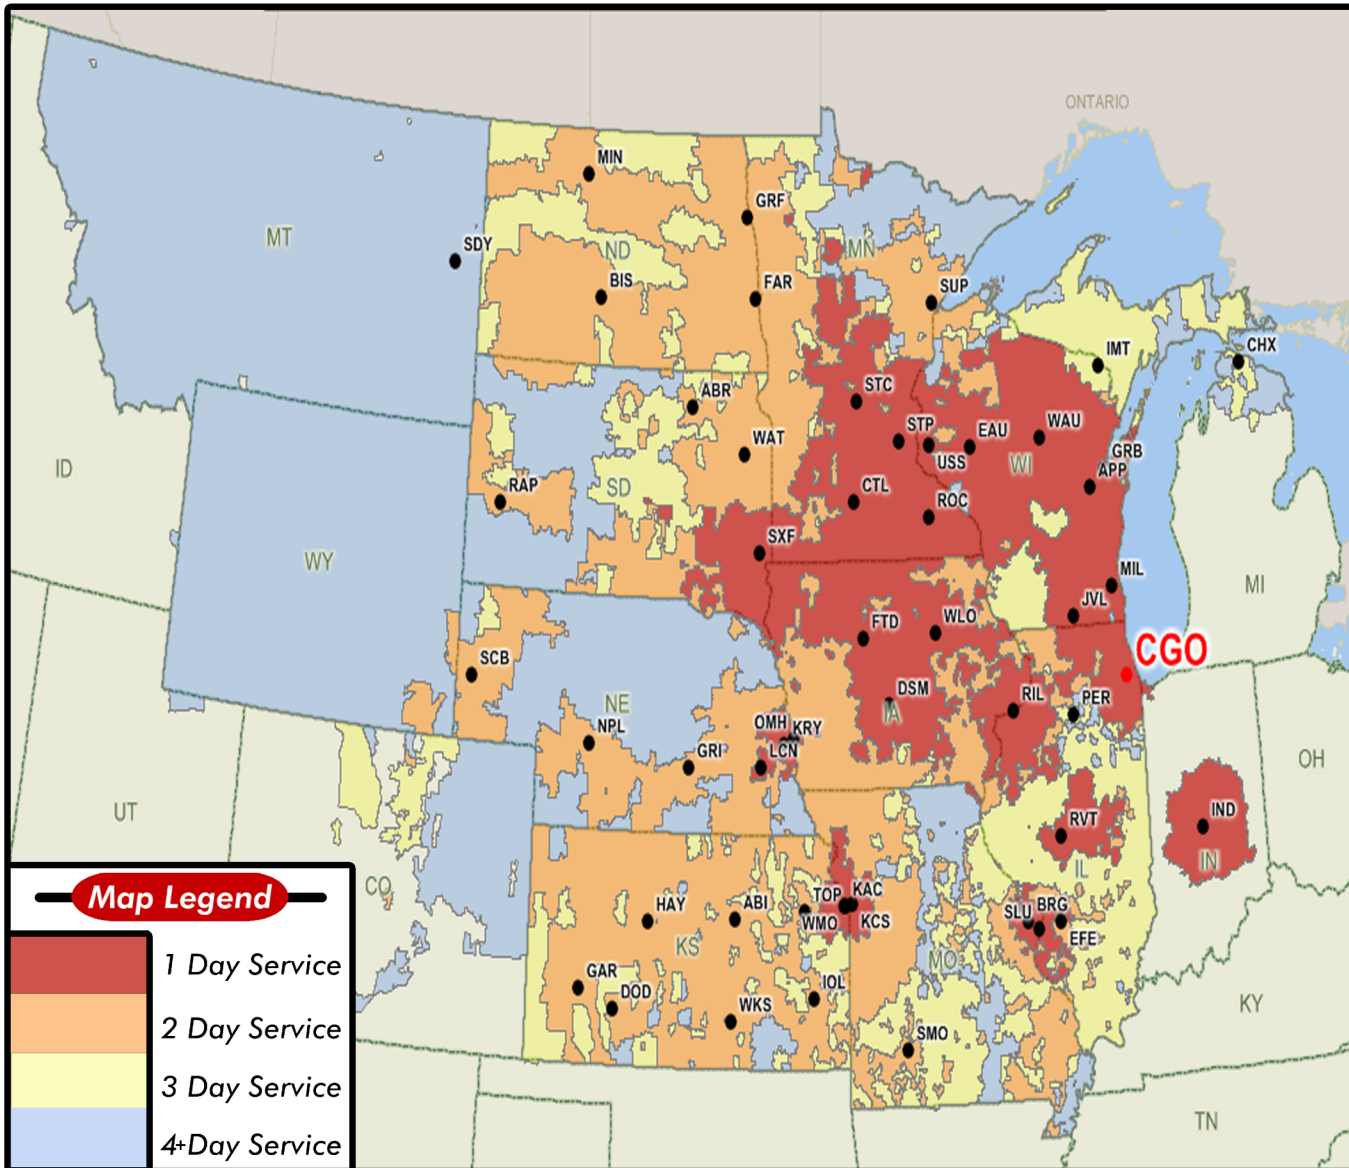 ONTARIO
MIN
GRF
MT
SDY
ND
MN
BIS
FAR
SUP
IMT
CHX
STC
ABR
STP
EAU
WAU
WAT
USS
WI
GRB
APP
ID
RAP
SD
CTL
ROC
SXF
WY
MIL
MI
JVL
FTD
WLO
CGO
SCB
DSM
RIL
PER
NE
IA
NPL
OMH
KRY
GRI
LCN
OH
UT
RVT
IND
IL
IN
CO
HAY
ABI
TOP
KAC
WMO
KCS
SLU
BRG
EFE
KS
MO
GAR
DOD
IOL
WKS
KY
SMO
TN
Map Legend
1 Day Service
2 Day Service
3 Day Service
4+Day Service